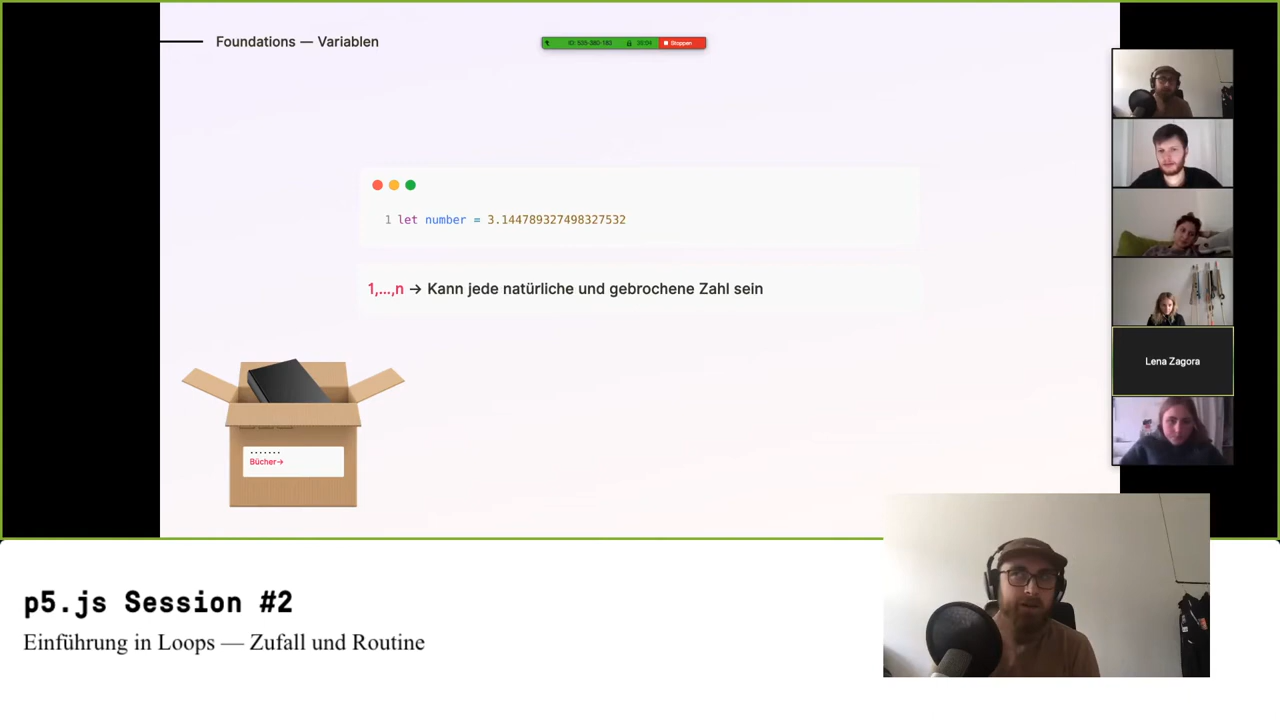 Foundations — Variablen
Stoppen
1 let number = 3.144789327498327532
1,...,n → Kann jede natürliche und gebrochene Zahl sein
Lena Zagora
.......
Bücher→
p5.js Session #2
Einführung in Loops — Zufall und Routine